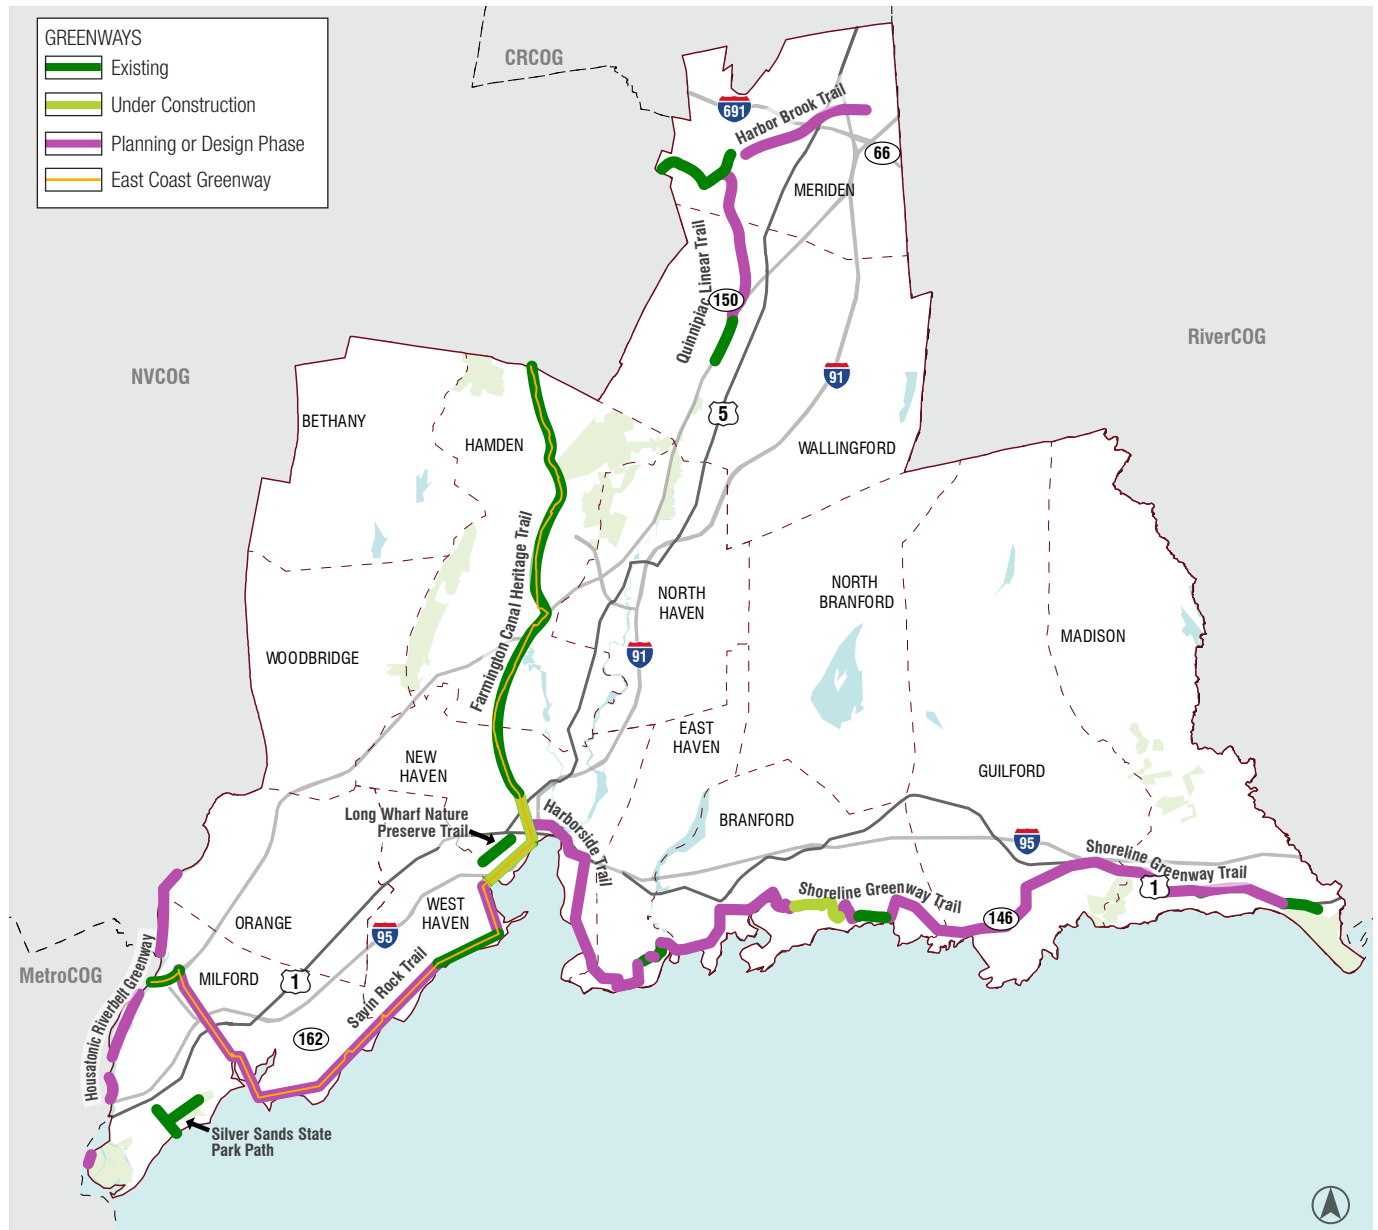 GREENWAYS
Existing
Under Construction
Planning or Design Phase
East Coast Greenway
CRCOG
691
Harbor Brook Trail
66
MERIDEN
Quinnipiac Linear Trail
150
RiverCOG
NVCOG
91
5
BETHANY
HAMDEN
WALLINGFORD
Farmington Canal Heritage Trail
NORTH
HAVEN
NORTH
BRANFORD
MADISON
WOODBRIDGE
91
EAST
HAVEN
NEW
HAVEN
GUILFORD
Long Wharf Nature
Preserve Trail
Harborside Trail
BRANFORD
95
Shoreline Greenway Trail
1
Shoreline Greenway Trail
146
WEST
HAVEN
ORANGE
95
MetroCOG
MILFORD
1
Savin Rock Trail
Housatonic Riverbelt Greenway
162
Silver Sands State
Park Path